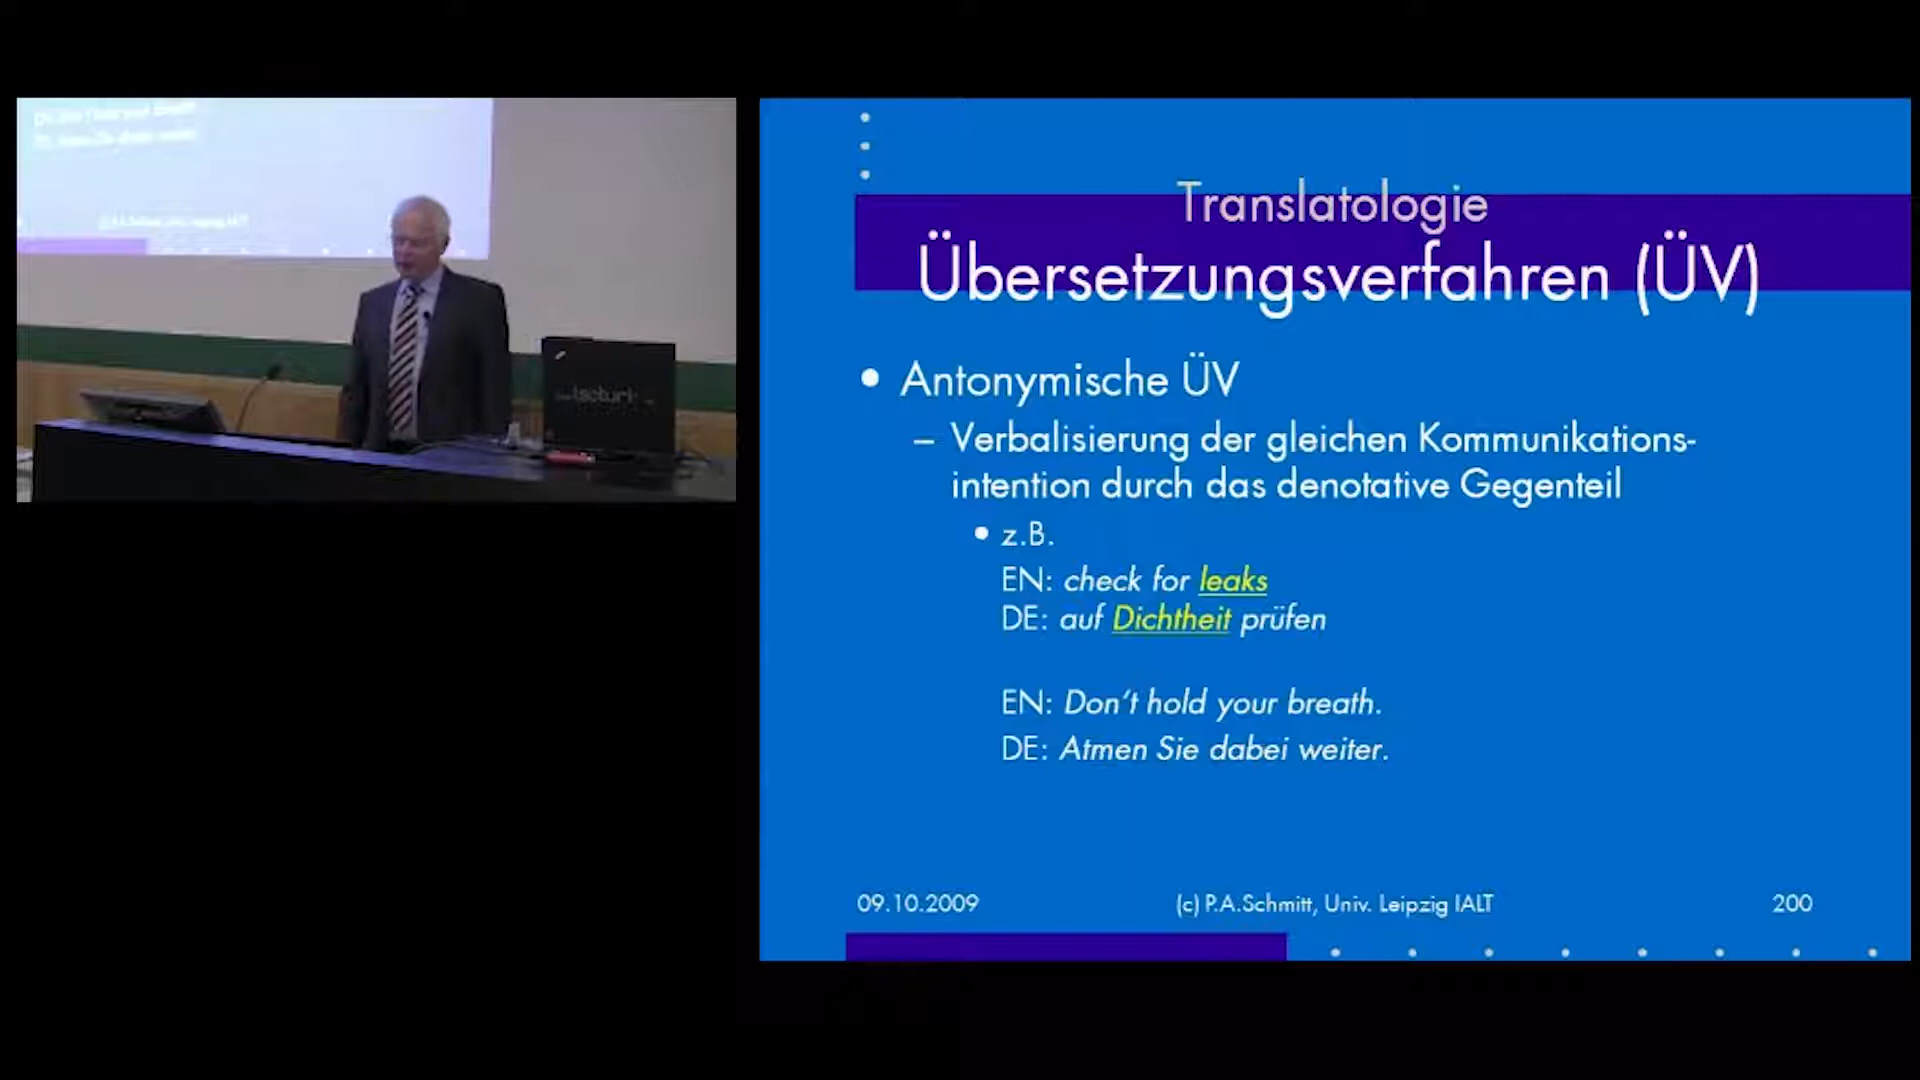 Translatologie
Übersetzungsverfahren (ÜV)
• Antonymische ÜV
– Verbalisierung der gleichen Kommunikations-
intention durch das denotative Gegenteil
• z.B.
EN: check for leaks
DE: auf Dichtheit prüfen
EN: Don't hold your breath.
DE: Atmen Sie dabei weiter.
09.10.2009
(c) P.A.Schmitt, Univ. Leipzig IALT
200